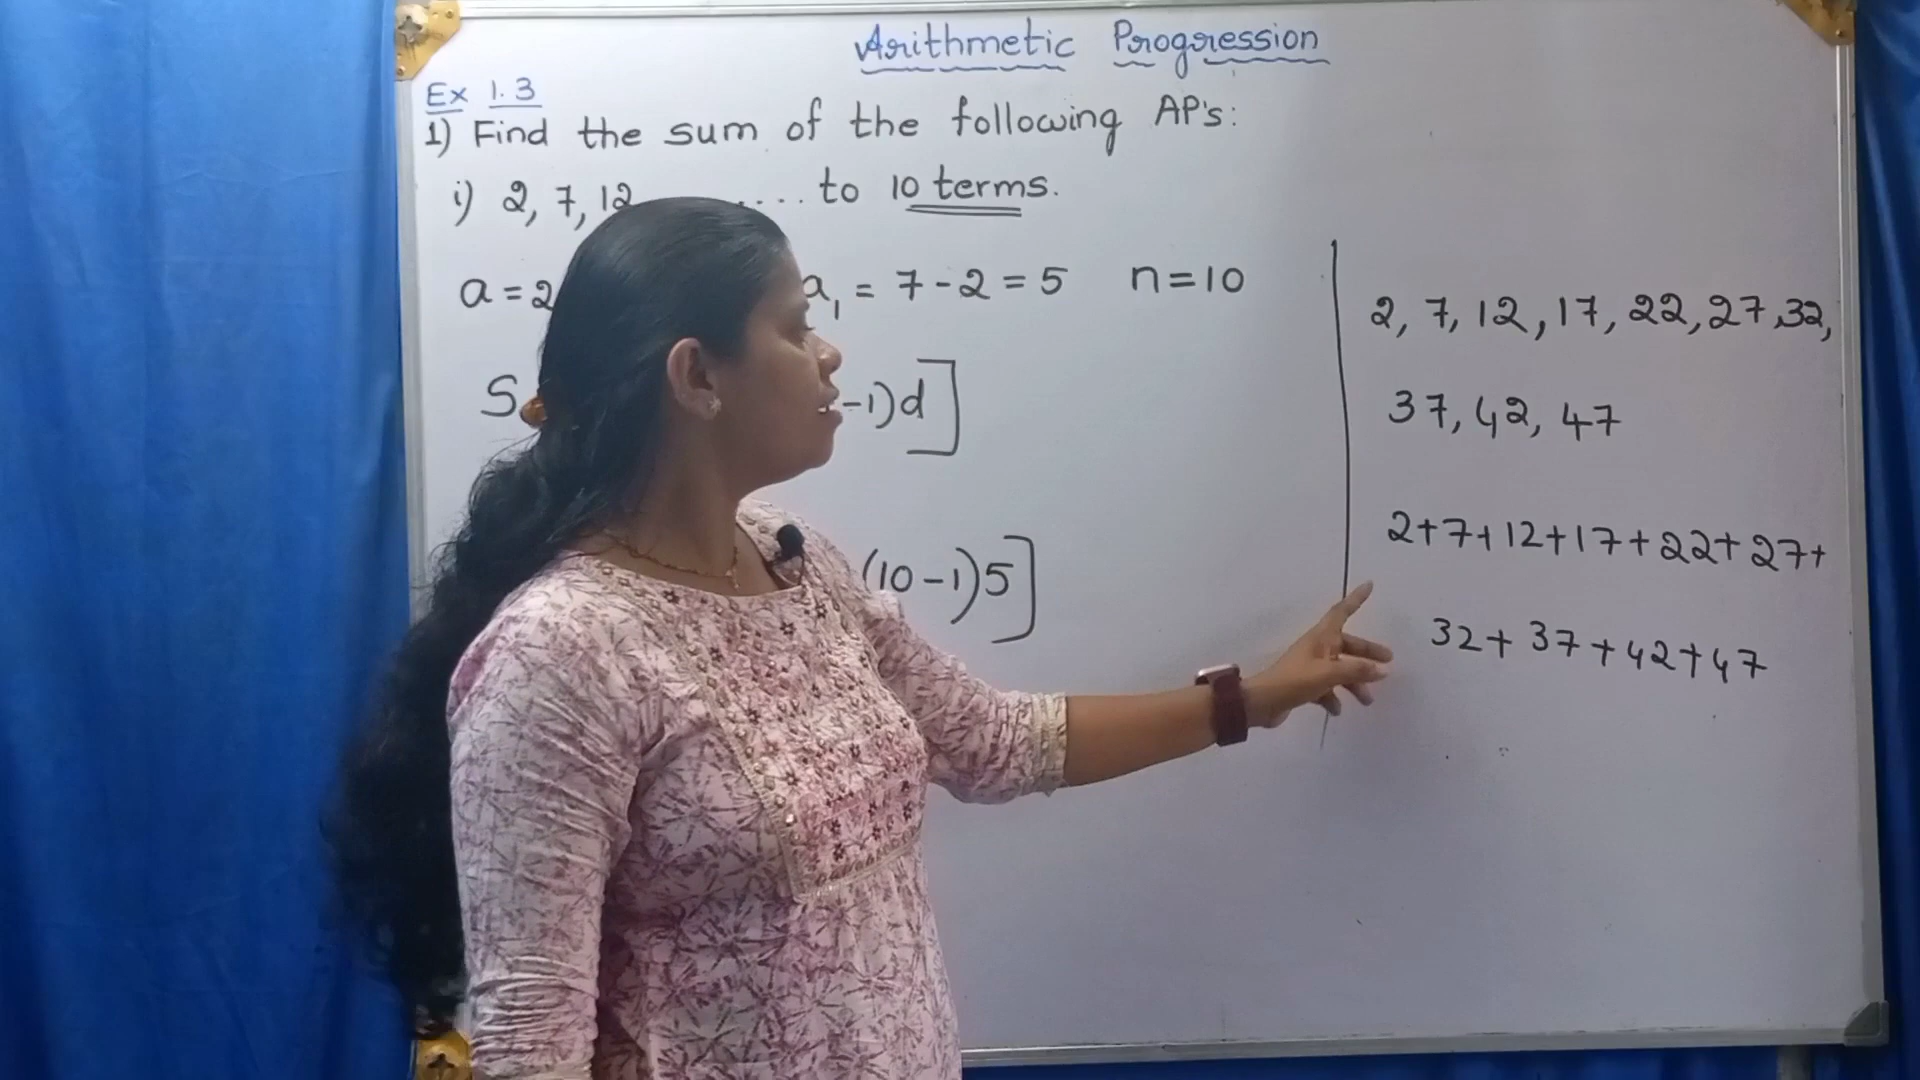 Arithmetic Progression
Ex 1.3
1) Find the sum of the following AP's:
i) 2, 7, 12 .... to 10 terms.
a = 2 a₁ = 7 - 2 = 5 n = 10
S -1)d]
(10-1)5]
2, 7, 12, 17, 22, 27, 32,
37, 42, 47
2+7+12+17+22+27+
32+37+42+47